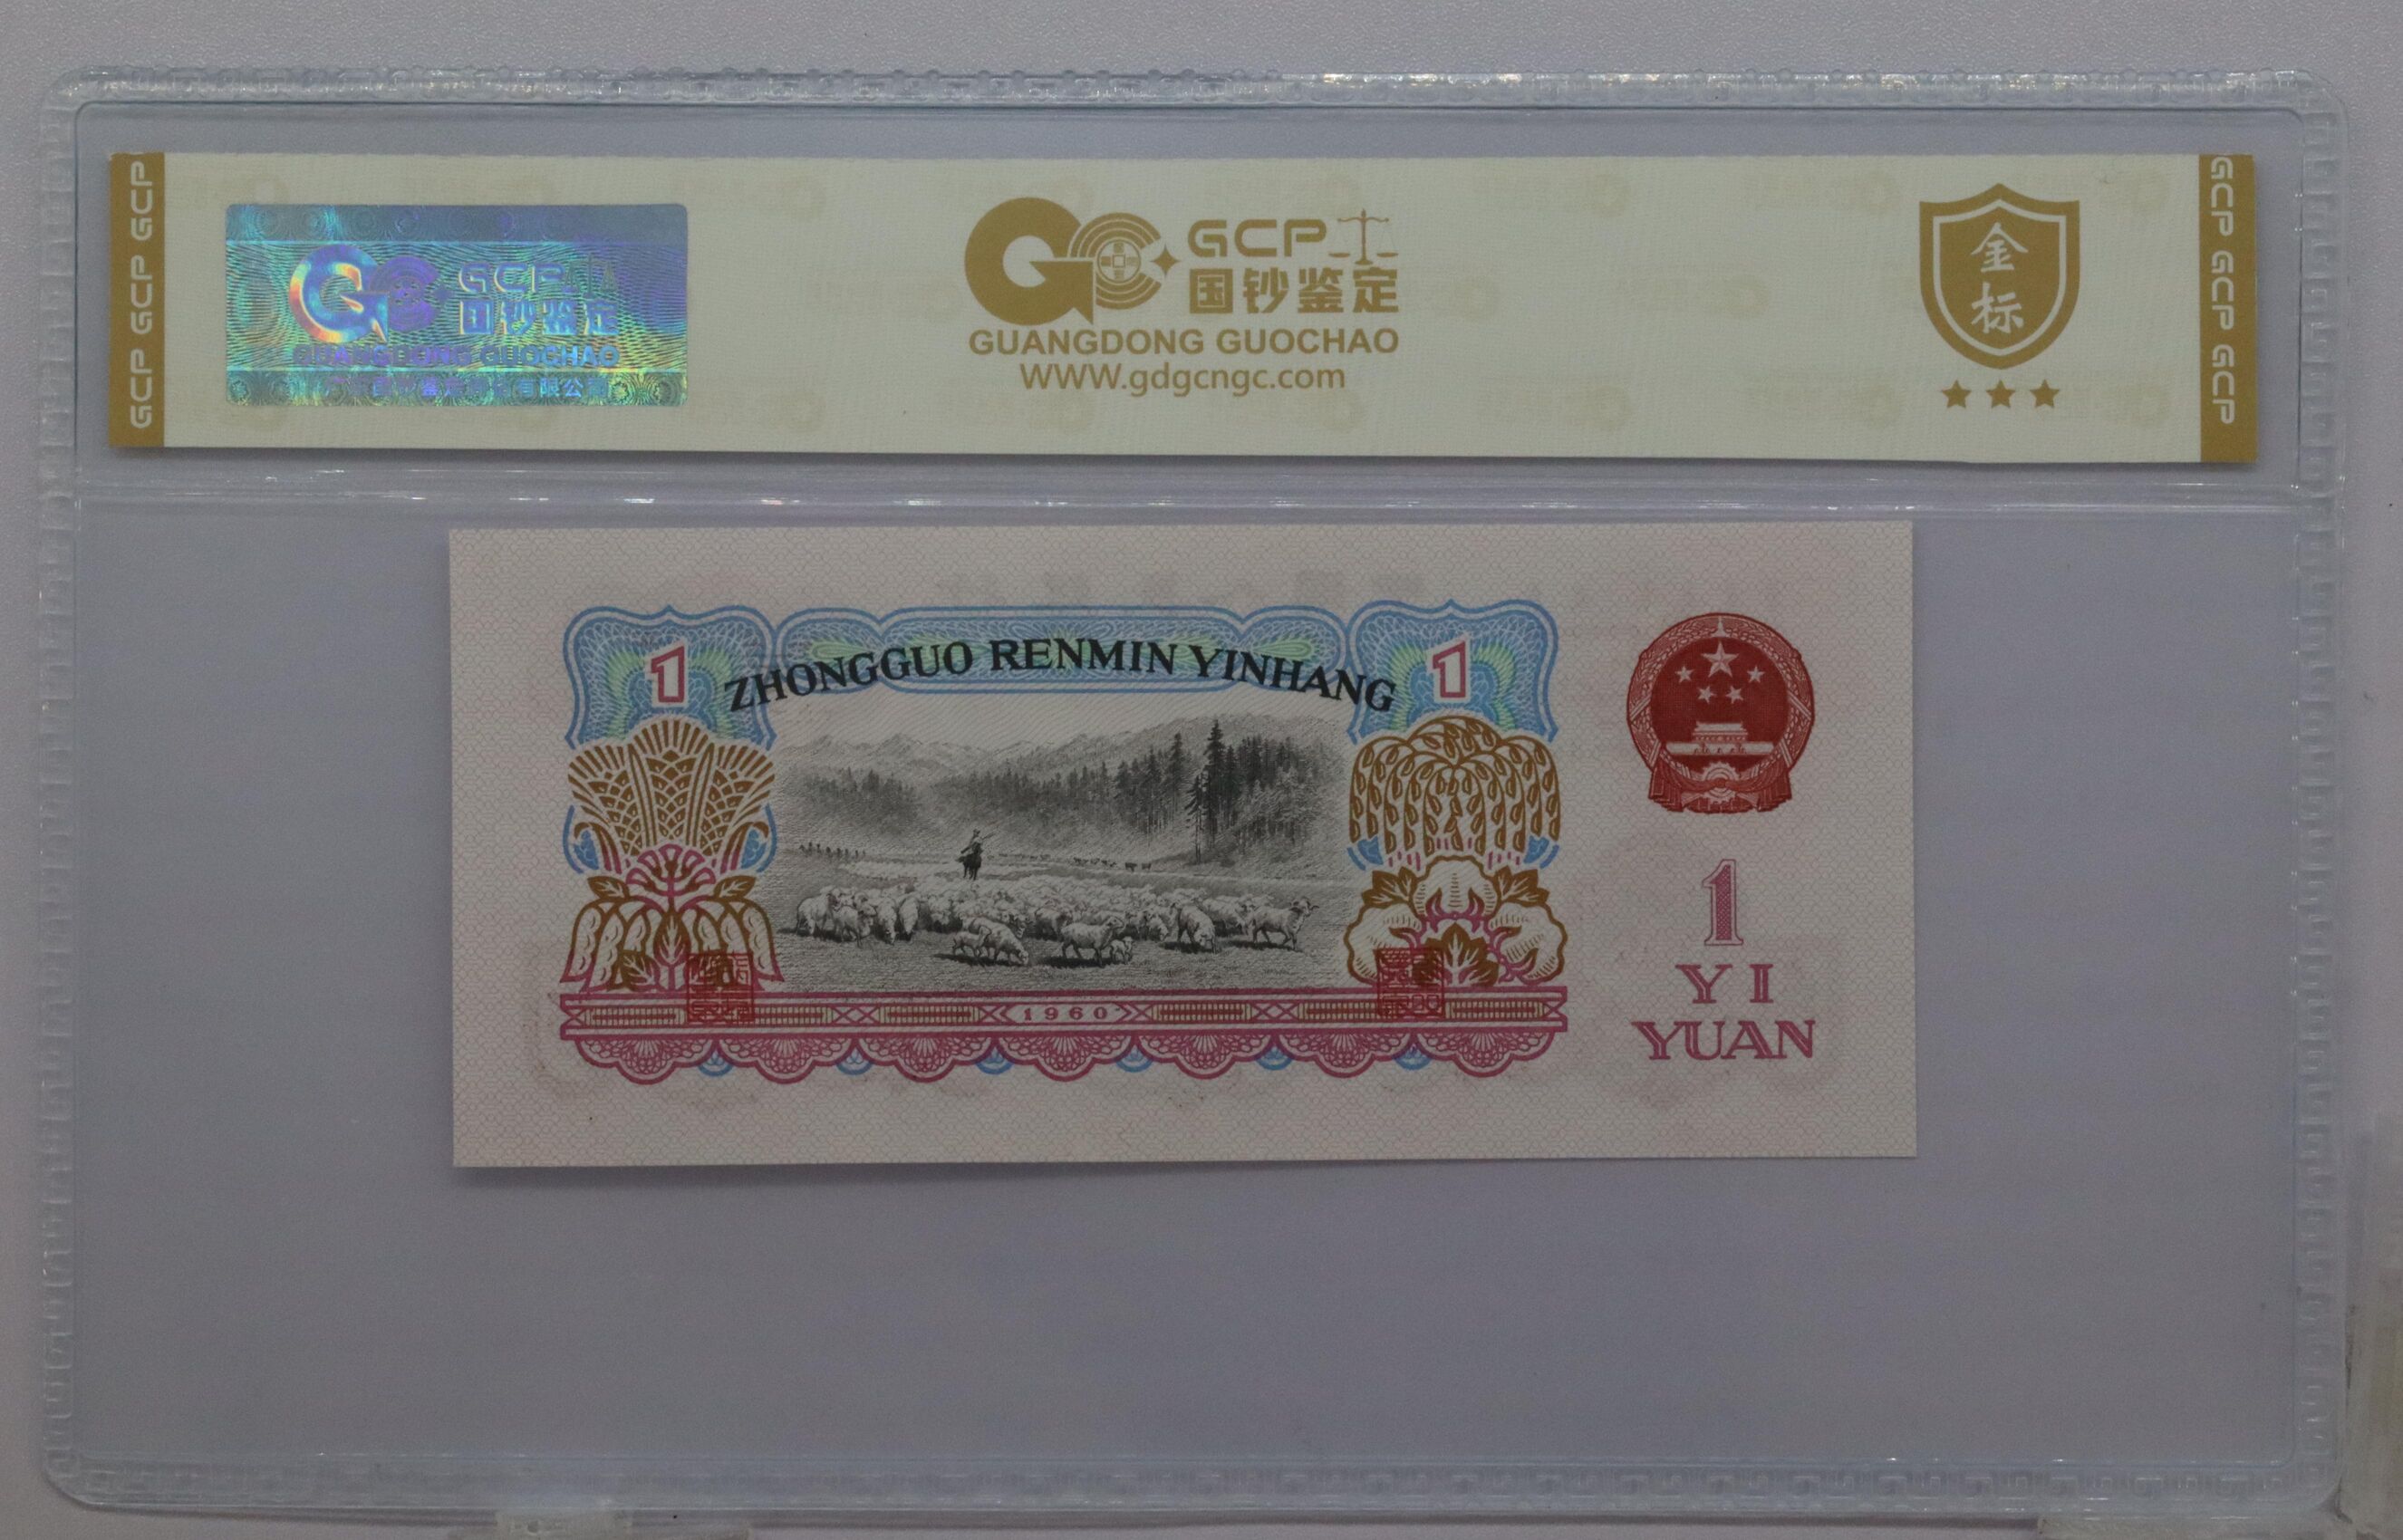 GCP GCP GCP
GCP
国钞鉴定
GUANGDONG GUOCHAO
GCP
国钞鉴定
GUANGDONG GUOCHAO
WWW.gdgcngc.com
金
标
GCP GCP GCP
1
ZHONGGUO RENMIN YINHANG
1
1960
1
YI
YUAN